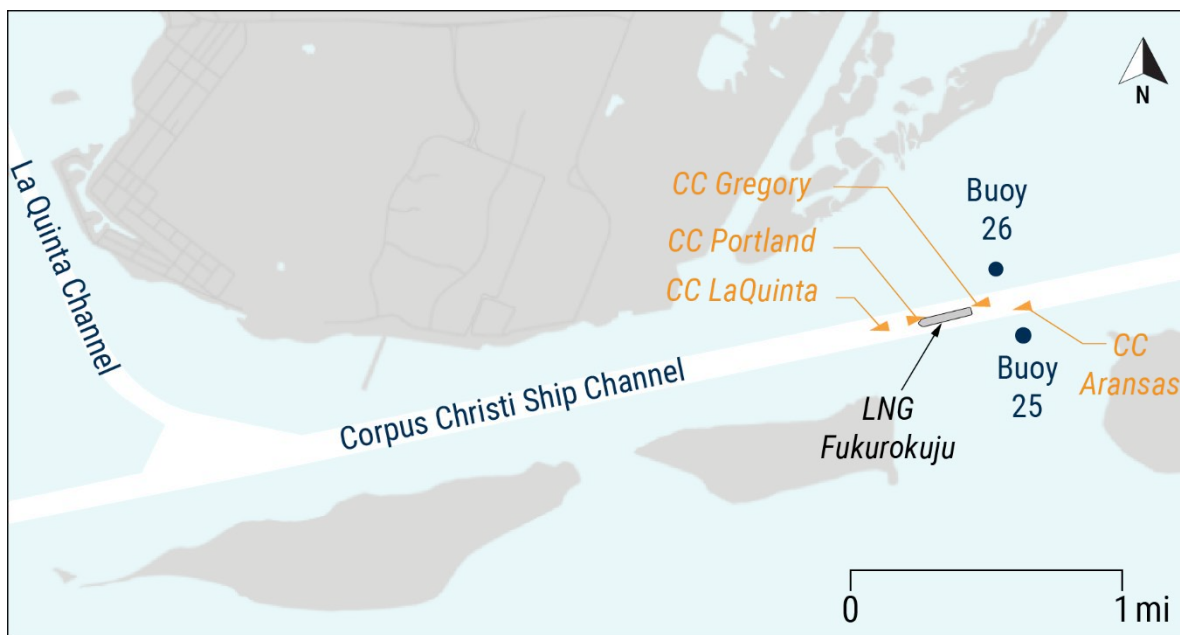 N
La Quinta Channel
CC Gregory
Buoy
26
CC Portland
CC LaQuinta
Corpus Christi Ship Channel
LNG
Fukurokuju
Buoy
25
CC
Aransas
0
1 mi